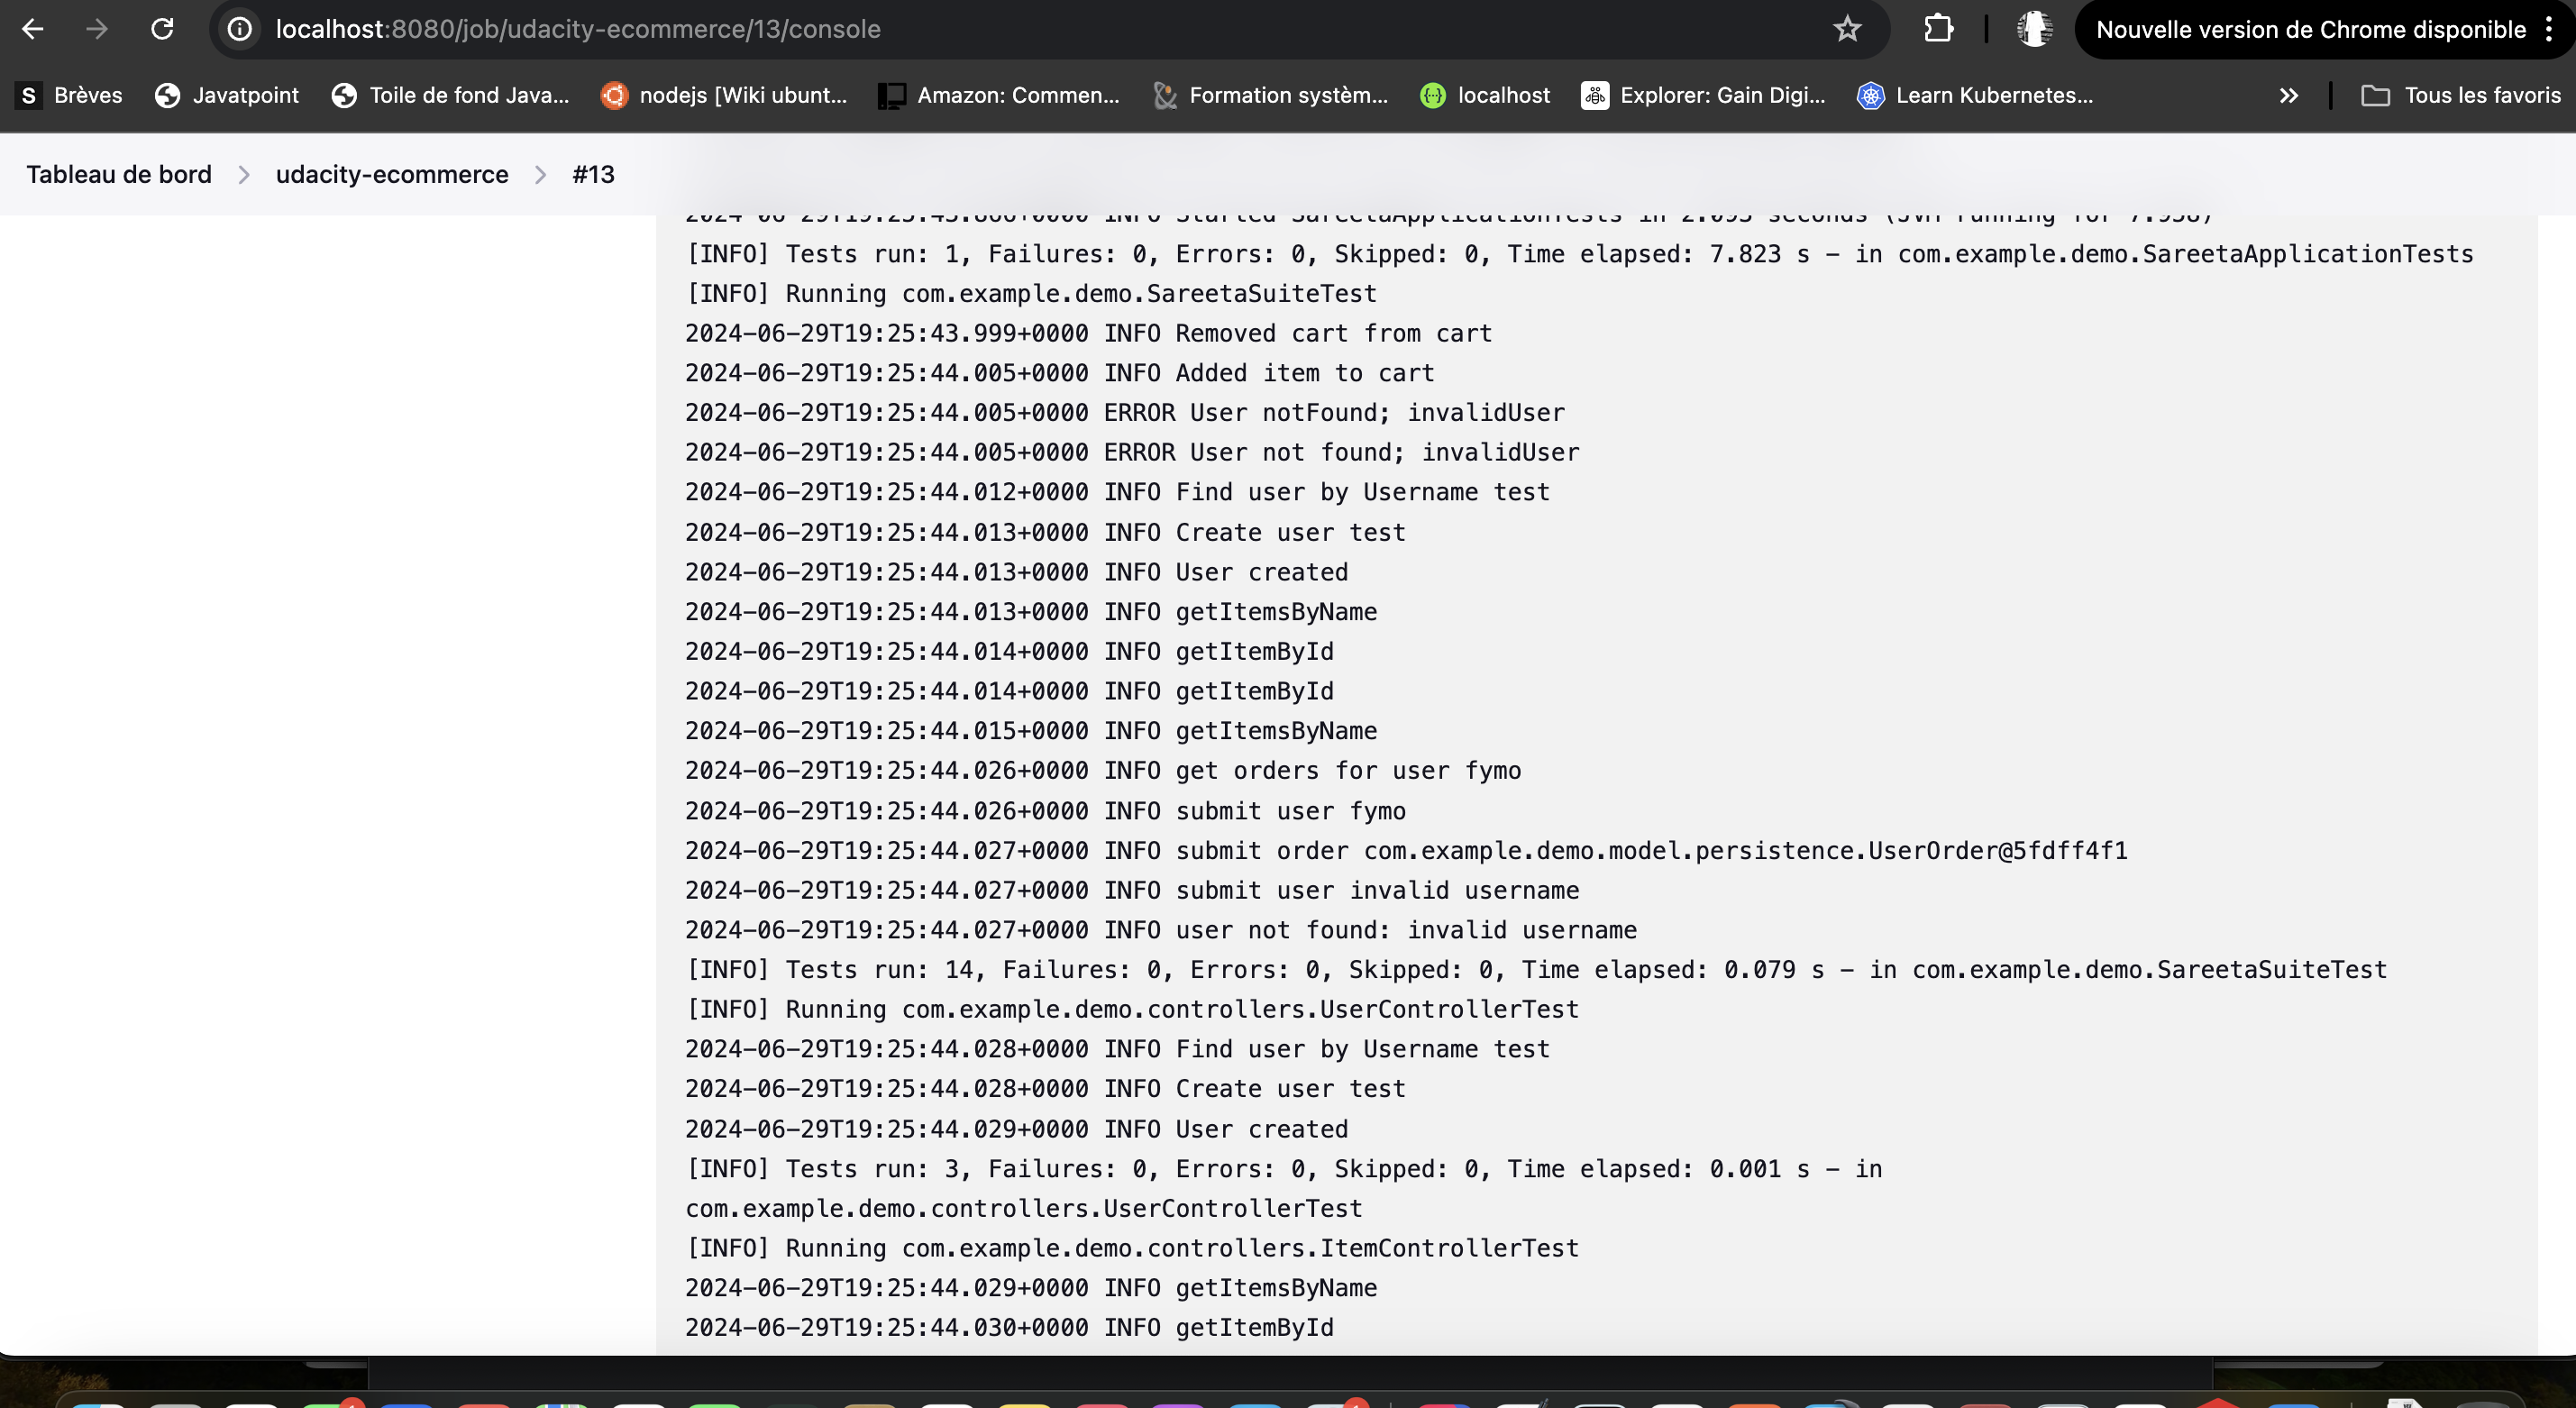 localhost:8080/job/udacity-ecommerce/13/console
Nouvelle version de Chrome disponible
S Brèves
Javatpoint
Toile de fond Java...
nodejs [Wiki ubunt...
Amazon: Commen...
Formation systèm...
localhost
Explorer: Gain Digi...
Learn Kubernetes...
Tous les favoris
Tableau de bord > udacity-ecommerce > #13
[INFO] Tests run: 1, Failures: 0, Errors: 0, Skipped: 0, Time elapsed: 7.823 s - in com.example.demo.SareetaApplicationTests
[INFO] Running com.example.demo.SareetaSuiteTest
2024-06-29T19:25:43.999+0000 INFO Removed cart from cart
2024-06-29T19:25:44.005+0000 INFO Added item to cart
2024-06-29T19:25:44.005+0000 ERROR User notFound; invalidUser
2024-06-29T19:25:44.005+0000 ERROR User not found; invalidUser
2024-06-29T19:25:44.012+0000 INFO Find user by Username test
2024-06-29T19:25:44.013+0000 INFO Create user test
2024-06-29T19:25:44.013+0000 INFO User created
2024-06-29T19:25:44.013+0000 INFO getItemsByName
2024-06-29T19:25:44.014+0000 INFO getItemById
2024-06-29T19:25:44.014+0000 INFO getItemById
2024-06-29T19:25:44.015+0000 INFO getItemsByName
2024-06-29T19:25:44.026+0000 INFO get orders for user fymo
2024-06-29T19:25:44.026+0000 INFO submit user fymo
2024-06-29T19:25:44.027+0000 INFO submit order com.example.demo.model.persistence.UserOrder@5fdff4f1
2024-06-29T19:25:44.027+0000 INFO submit user invalid username
2024-06-29T19:25:44.027+0000 INFO user not found: invalid username
[INFO] Tests run: 14, Failures: 0, Errors: 0, Skipped: 0, Time elapsed: 0.079 s - in com.example.demo.SareetaSuiteTest
[INFO] Running com.example.demo.controllers.UserControllerTest
2024-06-29T19:25:44.028+0000 INFO Find user by Username test
2024-06-29T19:25:44.028+0000 INFO Create user test
2024-06-29T19:25:44.029+0000 INFO User created
[INFO] Tests run: 3, Failures: 0, Errors: 0, Skipped: 0, Time elapsed: 0.001 s - in
com.example.demo.controllers.UserControllerTest
[INFO] Running com.example.demo.controllers.ItemControllerTest
2024-06-29T19:25:44.029+0000 INFO getItemsByName
2024-06-29T19:25:44.030+0000 INFO getItemById